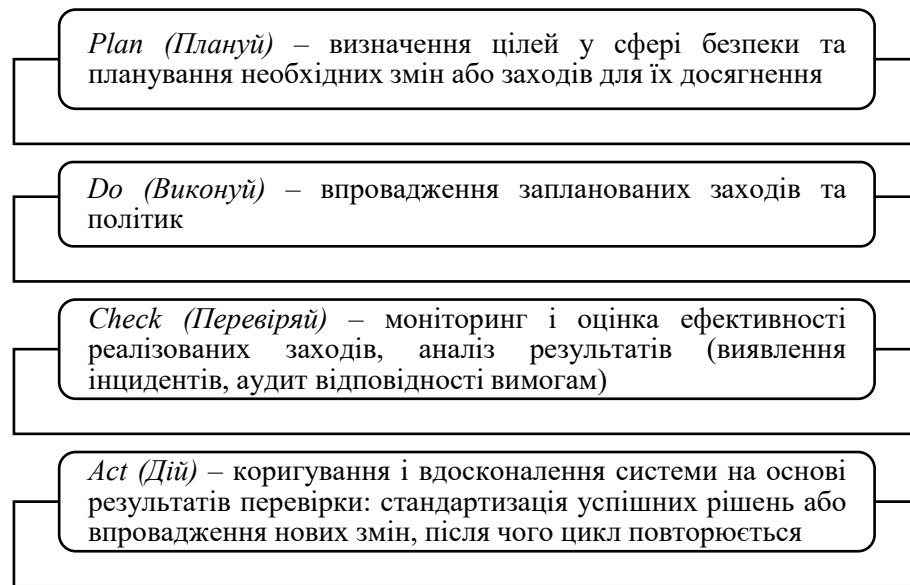 Plan (Плануй) – визначення цілей у сфері безпеки та
планування необхідних змін або заходів для їх досягнення
Do (Виконуй) – впровадження запланованих заходів та
політик
Check (Перевіряй) – моніторинг і оцінка ефективності
реалізованих заходів, аналіз результатів (виявлення
інцидентів, аудит відповідності вимогам)
Act (Дій) – коригування і вдосконалення системи на основі
результатів перевірки: стандартизація успішних рішень або
впровадження нових змін, після чого цикл повторюється